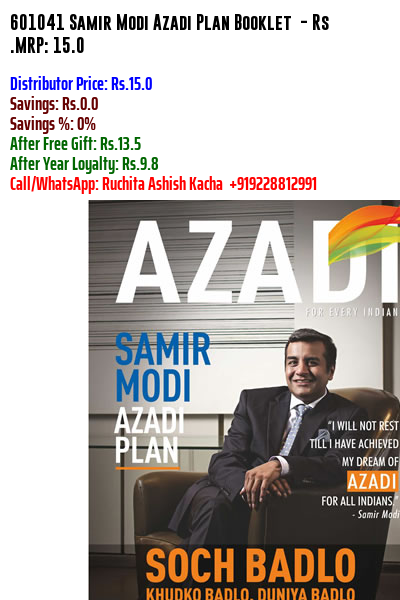 601041 Samir Modi Azadi Plan Booklet - Rs
.MRP: 15.0
Distributor Price: Rs.15.0
Savings: Rs.0.0
Savings %: 0%
After Free Gift: Rs.13.5
After Year Loyalty: Rs.9.8
Call/WhatsApp: Ruchita Ashish Kacha +919228812991
AZADI
FOR EVERY INDIAN
SAMIR
MODI
AZADI
PLAN
"I WILL NOT REST
TILL I HAVE ACHIEVED
MY DREAM OF
AZADI
FOR ALL INDIANS."
- Samir Modi
SOCH BADLO
KHUDKO BADLO, DUNIYA BADLO